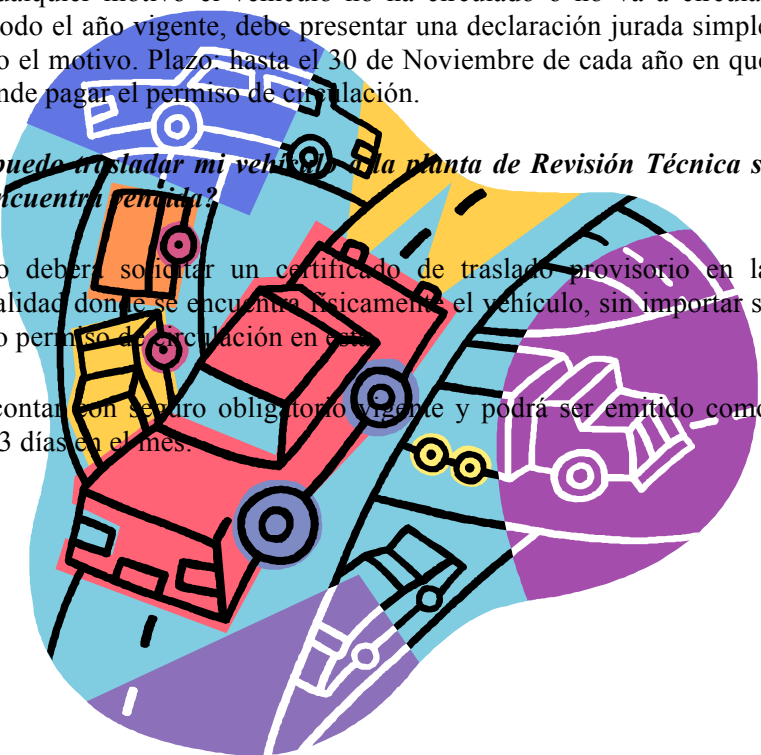 cualquier motivo el vehículo no ha circulado o no va a circula
todo el año vigente, debe presentar una declaración jurada simple
o el motivo. Plazo: hasta el 30 de Noviembre de cada año en que
nde pagar el permiso de circulación.
puedo trasladar mi vehículo a la planta de Revisión Técnica s
ncuentra vencida?
o deberá solicitar un certificado de traslado provisorio en la
alidad donde se encuentra físicamente el vehículo, sin importar s
o permiso de circulación en esta.
contar con seguro obligatorio vigente y podrá ser emitido como
3 días en el mes.